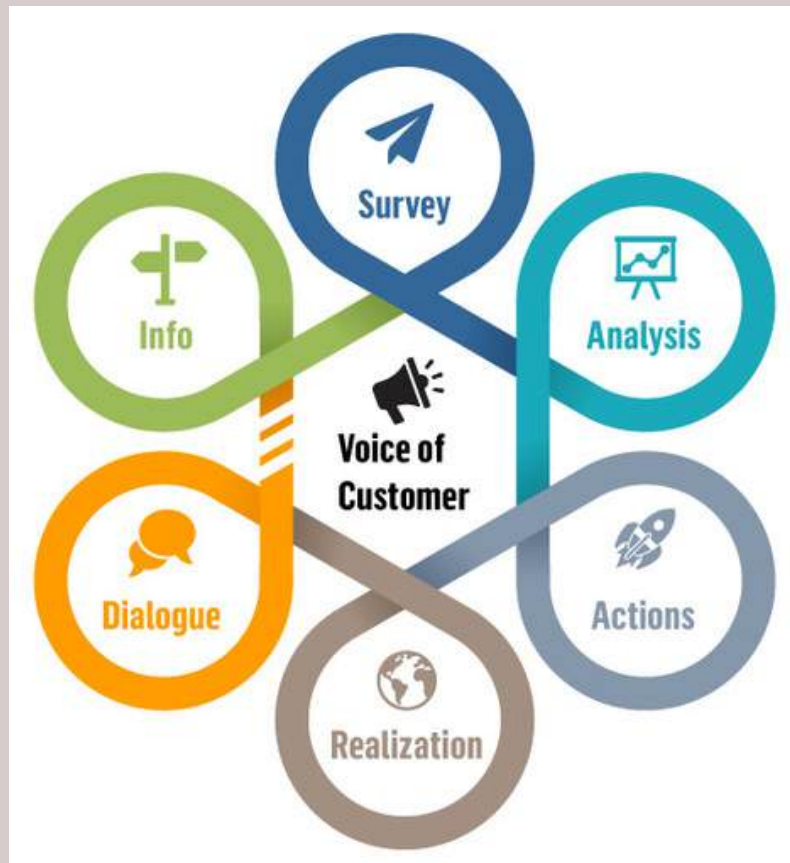 Survey
Info
Analysis
Voice of
Customer
Dialogue
Actions
Realization